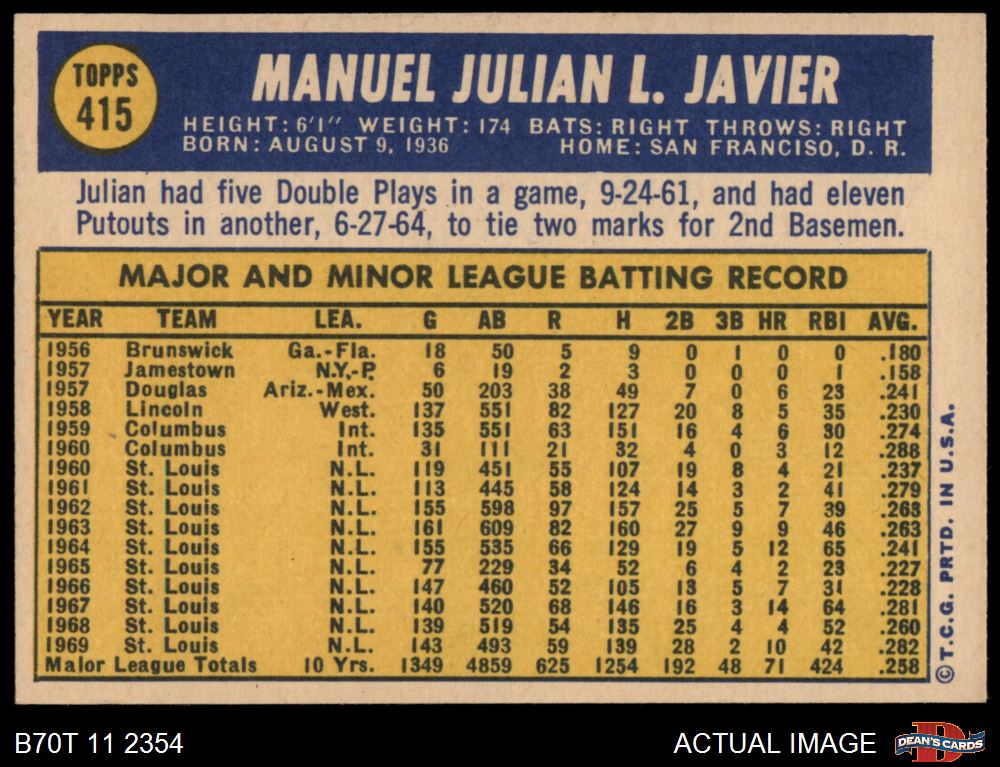 TOPPS
415
MANUEL JULIAN L. JAVIER
HEIGHT: 6'1" WEIGHT: 174 BATS: RIGHT THROWS: RIGHT
BORN: AUGUST 9, 1936 HOME: SAN FRANCISO, D. R.
Julian had five Double Plays in a game, 9-24-61, and had eleven
Putouts in another, 6-27-64, to tie two marks for 2nd Basemen.
MAJOR AND MINOR LEAGUE BATTING RECORD
YEAR TEAM LEA. G AB R H 2B 3B HR RBI AVG.
1956 Brunswick Ga.-Fla. 18 50 5 9 0 1 0 0 .180
1957 Jamestown N.Y.-P. 6 19 2 3 0 0 0 1 .158
1957 Douglas Ariz.-Mex. 50 203 38 49 7 0 6 23 .241
1958 Lincoln West. 137 551 82 127 20 8 5 35 .230
1959 Columbus Int. 135 551 63 151 16 4 6 30 .274
1960 Columbus Int. 31 111 21 32 4 0 3 12 .288
1960 St. Louis N.L. 119 451 55 107 19 8 4 21 .237
1961 St. Louis N.L. 113 445 58 124 14 3 2 41 .279
1962 St. Louis N.L. 155 598 97 157 25 5 7 39 .263
1963 St. Louis N.L. 161 609 82 160 27 9 9 46 .263
1964 St. Louis N.L. 155 535 66 129 19 5 12 65 .241
1965 St. Louis N.L. 77 229 34 52 6 4 2 23 .227
1966 St. Louis N.L. 147 460 52 105 13 5 7 31 .228
1967 St. Louis N.L. 140 520 68 146 16 3 14 64 .281
1968 St. Louis N.L. 139 519 54 135 25 4 4 52 .260
1969 St. Louis N.L. 143 493 59 139 28 2 10 42 .282
Major League Totals 10 Yrs. 1349 4859 625 1254 192 48 71 424 .258
© T.C.G. PRTD. IN U.S.A.
B70T 11 2354
ACTUAL IMAGE
D
DEAN'S CARDS